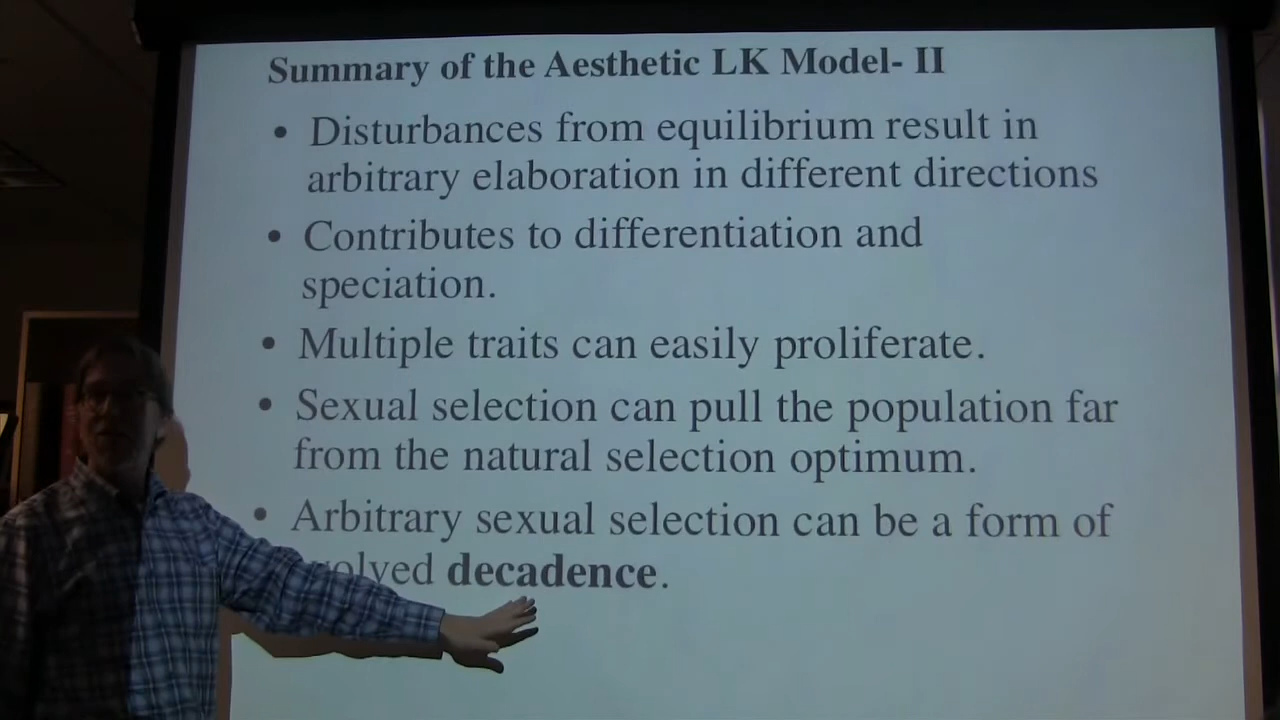 Summary of the Aesthetic LK Model- II
• Disturbances from equilibrium result in
arbitrary elaboration in different directions
• Contributes to differentiation and
speciation.
• Multiple traits can easily proliferate.
• Sexual selection can pull the population far
from the natural selection optimum.
• Arbitrary sexual selection can be a form of
decadence.